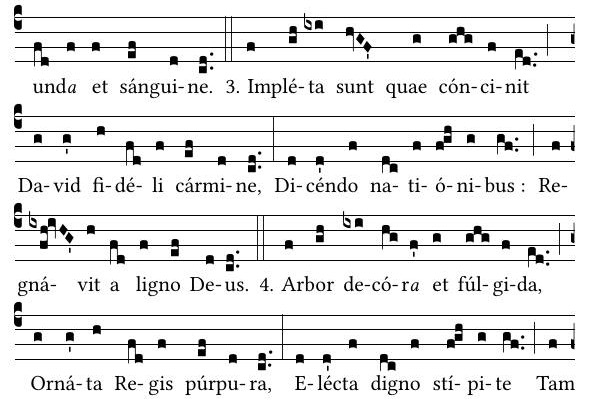 unda et sángui-ne. 3. Implé-ta sunt quae cón-ci-nit
Da-vid fi-dé-li cármi-ne, Di-céndo na-ti-ó-ni-bus : Re-
gná-vit a ligno De-us. 4. Arbor de-có-ra et fúl-gi-da,
Orná-ta Re-gis púrpu-ra, E-lécta digno stí-pi-te Tam